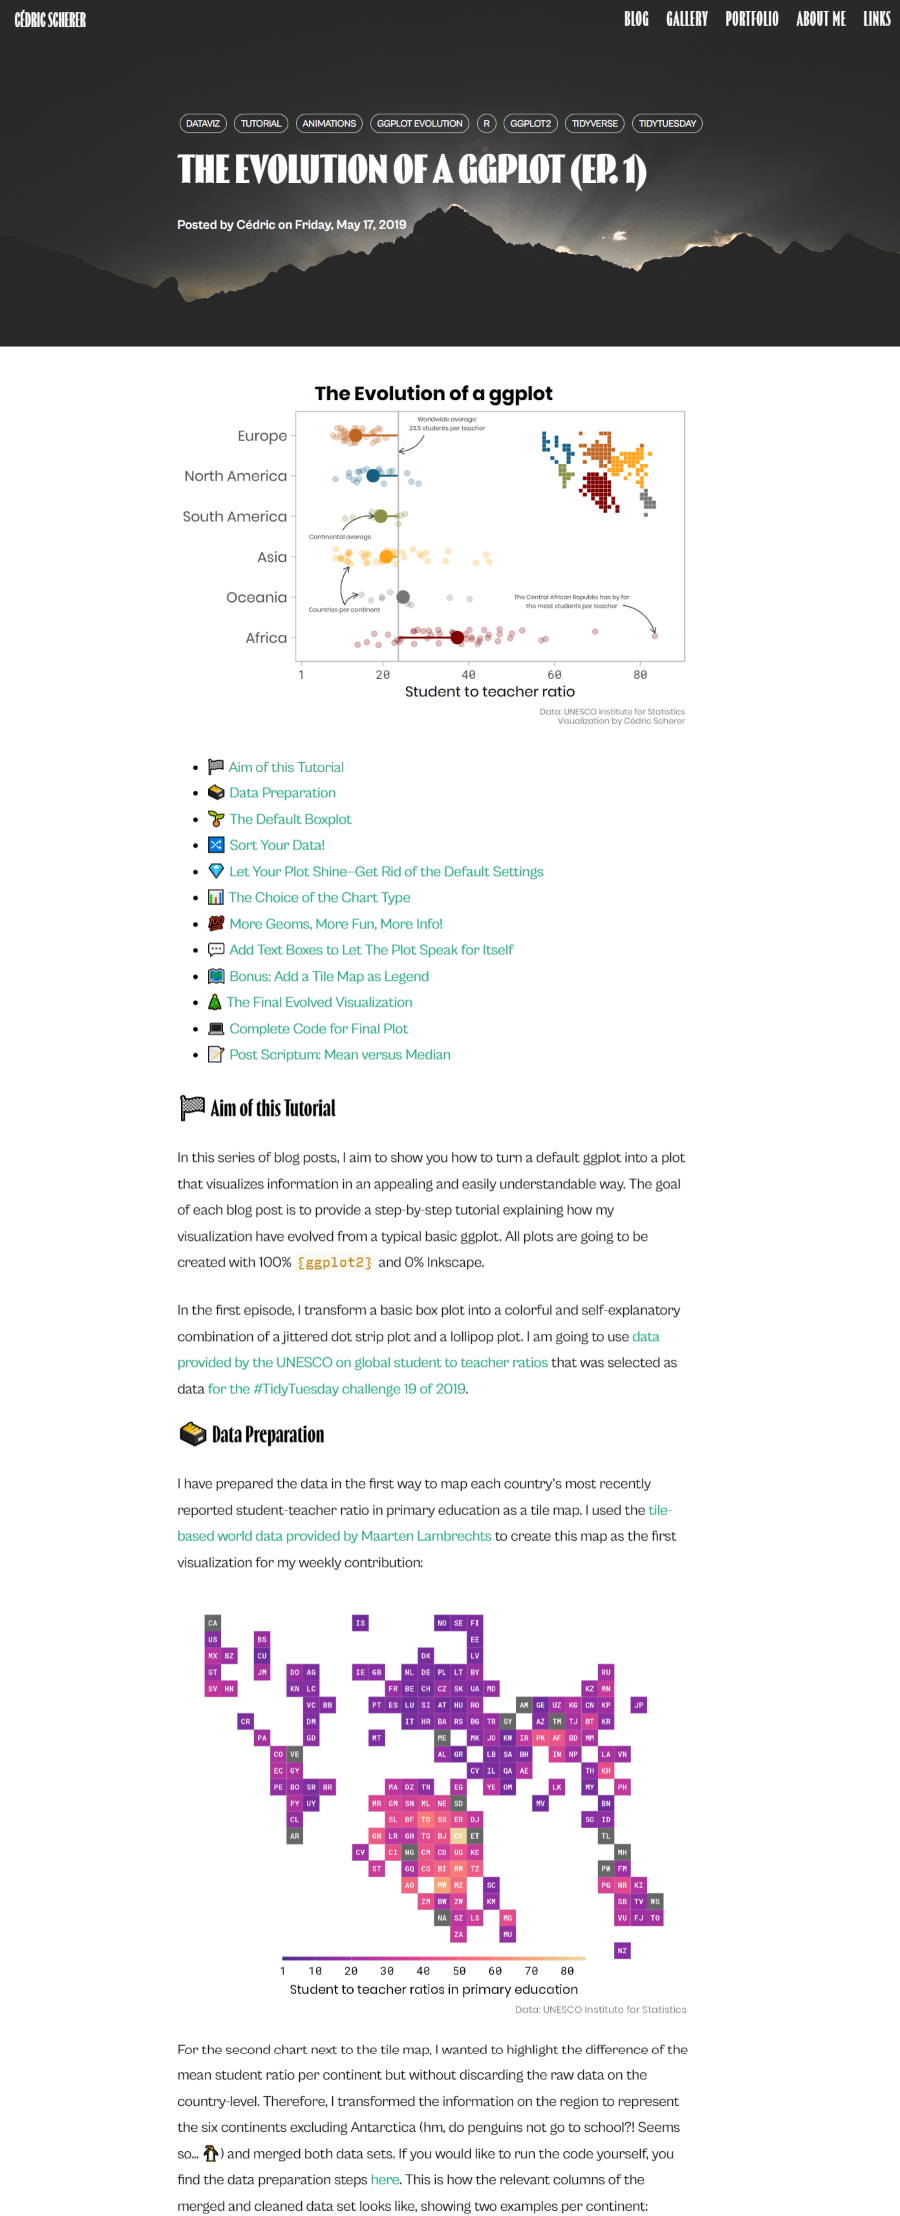 CÉDRIC SCHERER
BLOG GALLERY PORTFOLIO ABOUT ME LINKS
DATAVIZ TUTORIAL ANIMATIONS GGPLOT EVOLUTION R GGPLOT2 TIDYVERSE TIDYTUESDAY
THE EVOLUTION OF A GGPLOT (EP. 1)
Posted by Cédric on Friday, May 17, 2019
The Evolution of a ggplot
Worldwide average:
23.5 students per teacher
Europe
North America
South America
Continental average
Asia
Oceania
Countries per continent
The Central African Republic has by far
the most students per teacher
Africa
1 20 40 60 80
Student to teacher ratio
Data: UNESCO Institute for Statistics
Visualization by Cédric Scherer
Aim of this Tutorial
Data Preparation
The Default Boxplot
Sort Your Data!
Let Your Plot Shine—Get Rid of the Default Settings
The Choice of the Chart Type
More Geoms, More Fun, More Info!
Add Text Boxes to Let The Plot Speak for Itself
Bonus: Add a Tile Map as Legend
The Final Evolved Visualization
Complete Code for Final Plot
Post Scriptum: Mean versus Median
Aim of this Tutorial
In this series of blog posts, I aim to show you how to turn a default ggplot into a plot
that visualizes information in an appealing and easily understandable way. The goal
of each blog post is to provide a step-by-step tutorial explaining how my
visualization have evolved from a typical basic ggplot. All plots are going to be
created with 100% {ggplot2} and 0% Inkscape.
In the first episode, I transform a basic box plot into a colorful and self-explanatory
combination of a jittered dot strip plot and a lollipop plot. I am going to use data
provided by the UNESCO on global student to teacher ratios that was selected as
data for the #TidyTuesday challenge 19 of 2019.
Data Preparation
I have prepared the data in the first way to map each country's most recently
reported student-teacher ratio in primary education as a tile map. I used the tile-
based world data provided by Maarten Lambrechts to create this map as the first
visualization for my weekly contribution:
CA IS NO SE FI
US BS EE
MX BZ CU DK LV
GT JM DO AG IE GB NL DE PL LT BY RU
SV HN KN LC FR BE CH CZ SK UA MD KZ MN
VC BB PT ES LU SI AT HU RO AM GE UZ KG CN KP JP
CR DM IT HR BA RS BG TR SY AZ TM TJ BT KR
PA GD MT ME MK JO KW IR PK AF BD MM
CO VE AL GR LB SA BH IN NP LA VN
EC GY CY IL QA AE TH KH
PE BO SR BR MA DZ TN EG YE OM LK MY PH
PY UY MR GM SN ML NE SD MV BN
CL SL BF TD SS ER DJ SG ID
AR GN LR GH TG BJ CF ET TL
CV CI NG CM CD UG KE MH
ST GQ CG BI RW TZ PW FM
AO MW MZ SC PG NR KI
ZM BW ZW KM SB TV WS
NA SZ LS MG VU FJ TO
ZA MU
NZ
1 10 20 30 40 50 60 70 80
Student to teacher ratios in primary education
Data: UNESCO Institute for Statistics
For the second chart next to the tile map, I wanted to highlight the difference of the
mean student ratio per continent but without discarding the raw data on the
country-level. Therefore, I transformed the information on the region to represent
the six continents excluding Antarctica (hm, do penguins not go to school?! Seems
so… 🐧) and merged both data sets. If you would like to run the code yourself, you
find the data preparation steps here. This is how the relevant columns of the
merged and cleaned data set looks like, showing two examples per continent: